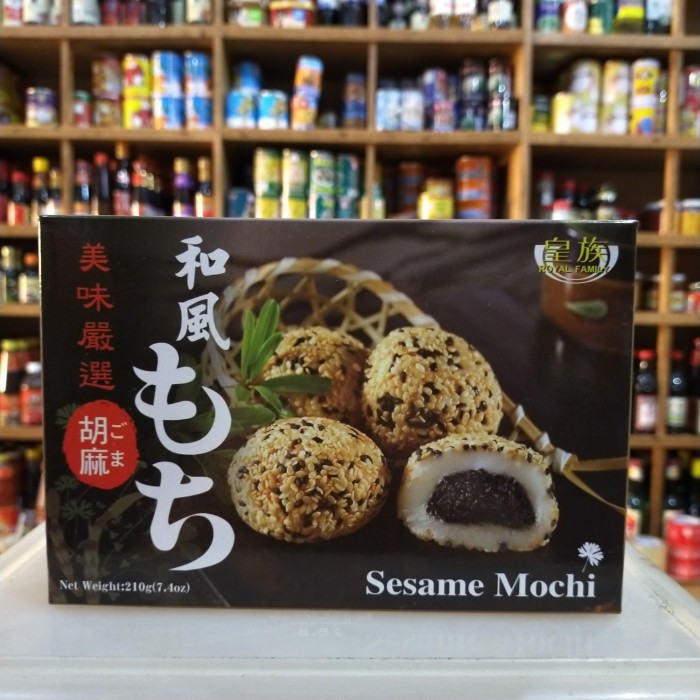 美味嚴選
胡麻
ごま
和風
もち
皇族
ROYAL FAMILY
Net Weight:210g(7.4oz)
Sesame Mochi